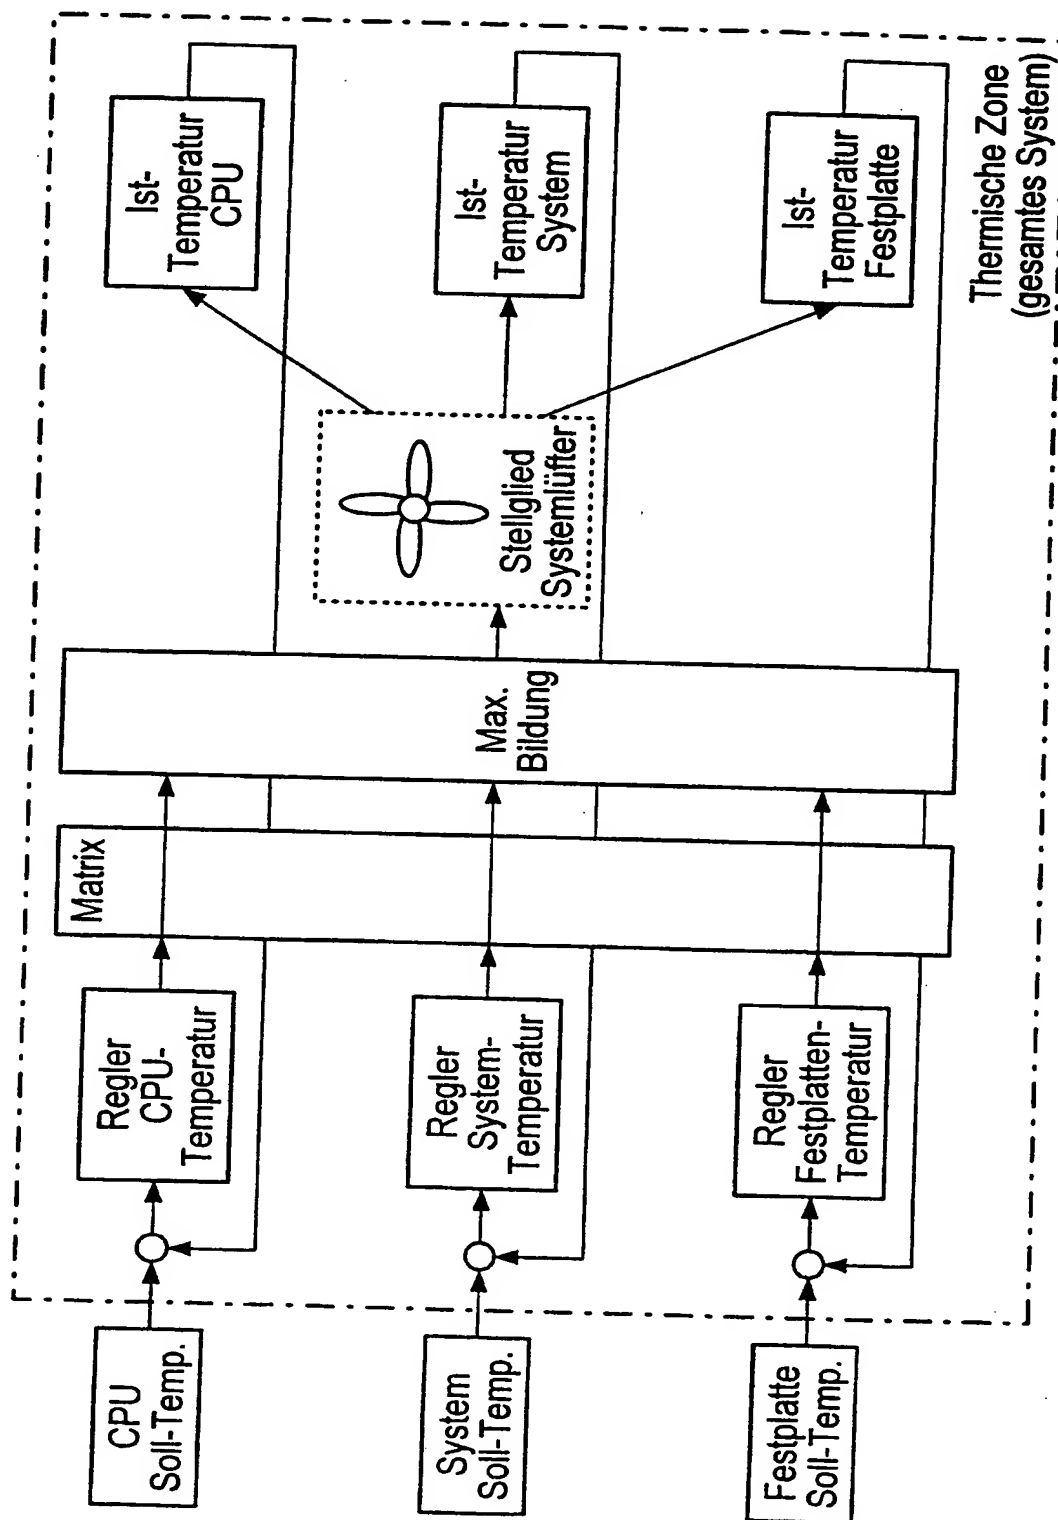 CPU
Soll-Temp.
System
Soll-Temp.
Festplatte
Soll-Temp.
Regler
CPU-
Temperatur
Regler
System-
Temperatur
Regler
Festplatten-
Temperatur
Matrix
Max.
Bildung
Stellglied
Systemlüfter
Ist-
Temperatur
CPU
Ist-
Temperatur
System
Ist-
Temperatur
Festplatte
Thermische Zone
(gesamtes System)